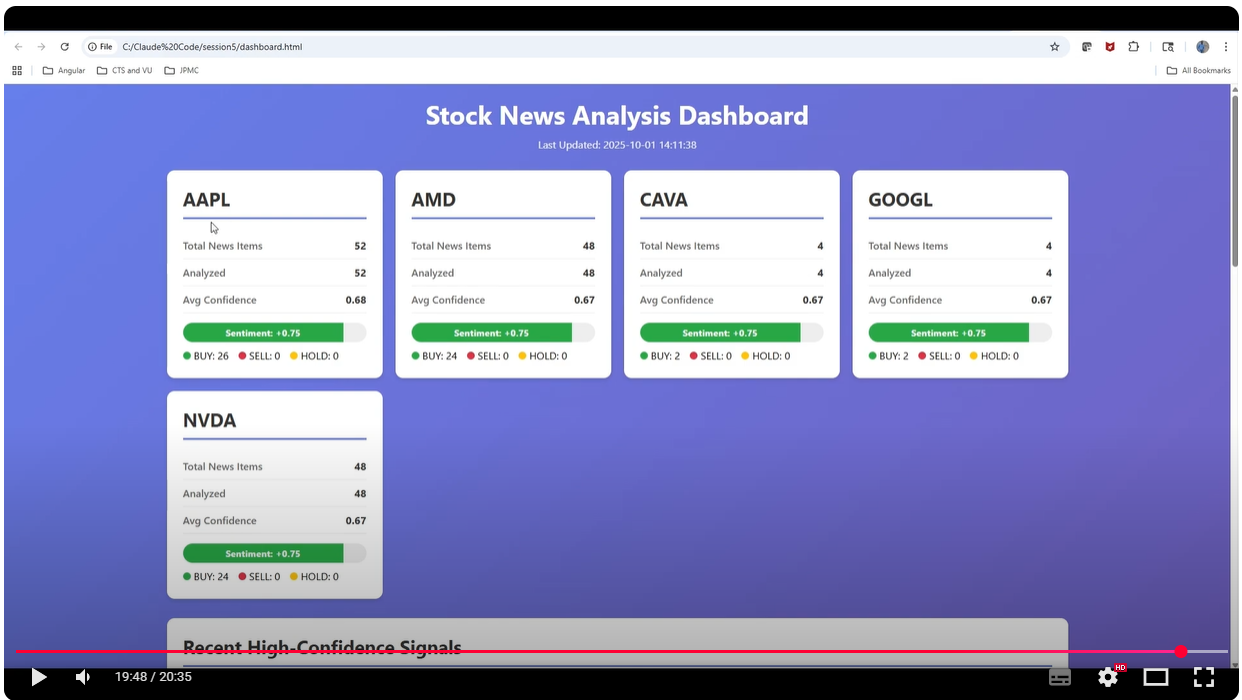 File C:/Claude%20Code/session5/dashboard.html
Angular CTS and VU JPMC All Bookmarks
Stock News Analysis Dashboard
Last Updated: 2025-10-01 14:11:38
AAPL
Total News Items 52
Analyzed 52
Avg Confidence 0.68
Sentiment: +0.75
BUY: 26 SELL: 0 HOLD: 0
AMD
Total News Items 48
Analyzed 48
Avg Confidence 0.67
Sentiment: +0.75
BUY: 24 SELL: 0 HOLD: 0
CAVA
Total News Items 4
Analyzed 4
Avg Confidence 0.67
Sentiment: +0.75
BUY: 2 SELL: 0 HOLD: 0
GOOGL
Total News Items 4
Analyzed 4
Avg Confidence 0.67
Sentiment: +0.75
BUY: 2 SELL: 0 HOLD: 0
NVDA
Total News Items 48
Analyzed 48
Avg Confidence 0.67
Sentiment: +0.75
BUY: 24 SELL: 0 HOLD: 0
Recent High-Confidence Signals
19:48 / 20:35
HD